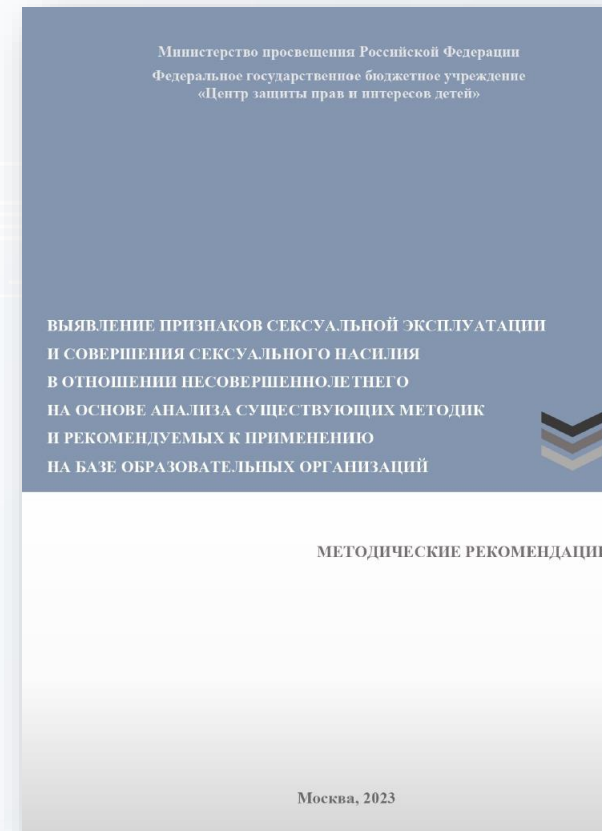 Министерство просвещения Российской Федерации
Федеральное государственное бюджетное учреждение
«Центр защиты прав и интересов детей»
ВЫЯВЛЕНИЕ ПРИЗНАКОВ СЕКСУАЛЬНОЙ ЭКСПЛУАТАЦИИ
И СОВЕРШЕНИЯ СЕКСУАЛЬНОГО НАСИЛИЯ
В ОТНОШЕНИИ НЕСОВЕРШЕННОЛЕТНЕГО
НА ОСНОВЕ АНАЛИЗА СУЩЕСТВУЮЩИХ МЕТОДИК
И РЕКОМЕНДУЕМЫХ К ПРИМЕНЕНИЮ
НА БАЗЕ ОБРАЗОВАТЕЛЬНЫХ ОРГАНИЗАЦИЙ
МЕТОДИЧЕСКИЕ РЕКОМЕНДАЦИИ
Москва, 2023